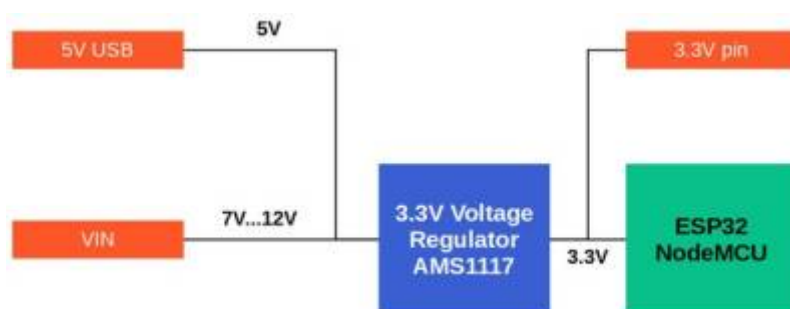 5V USB
5V
3.3V pin
VIN
7V...12V
3.3V Voltage
Regulator
AMS1117
3.3V
ESP32
NodeMCU